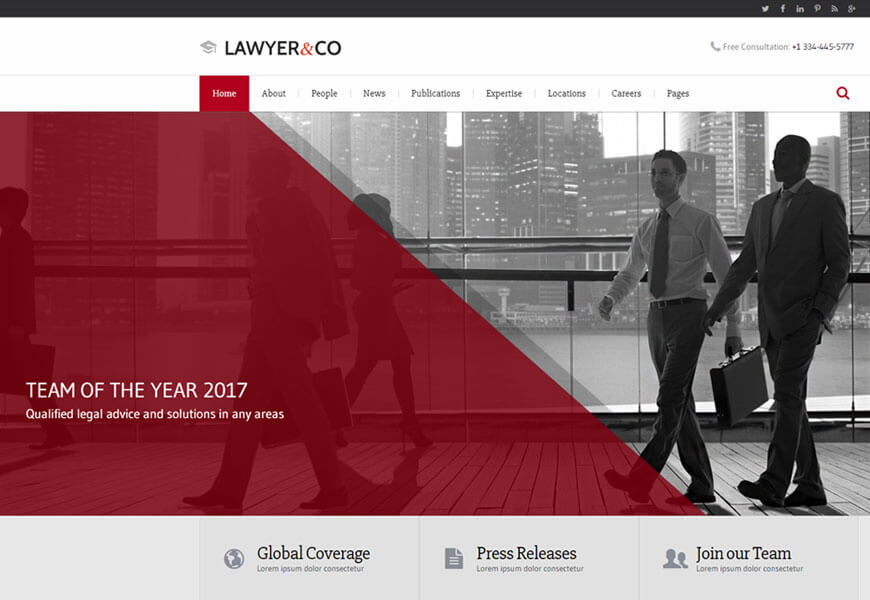 LAWYER&CO
Free Consultation: +1 334-445-5777
Home About People News Publications Expertise Locations Careers Pages
TEAM OF THE YEAR 2017
Qualified legal advice and solutions in any areas
Global Coverage
Lorem ipsum dolor consectetur
Press Releases
Lorem ipsum dolor consectetur
Join our Team
Lorem ipsum dolor consectetur